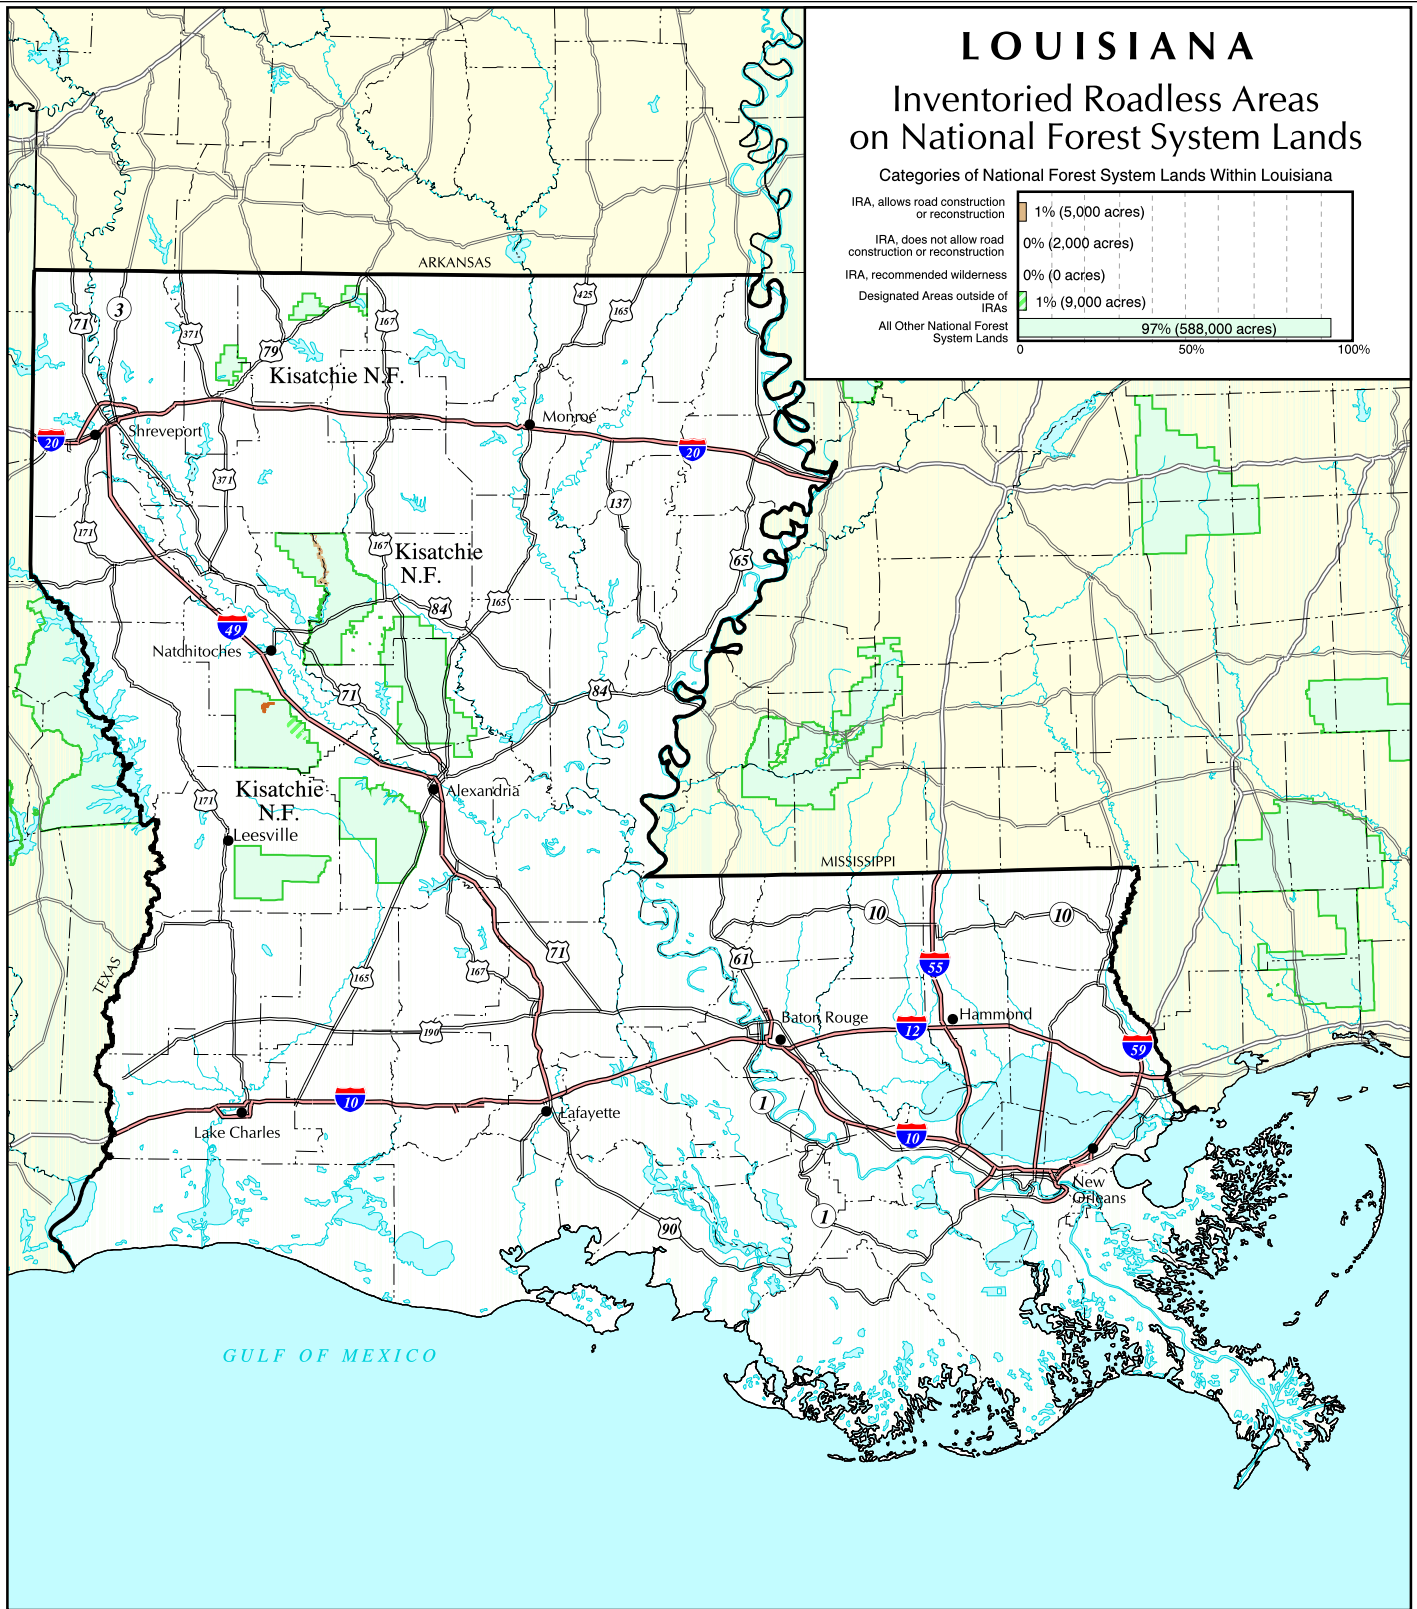 LOUISIANA
Inventoried Roadless Areas
on National Forest System Lands
Categories of National Forest System Lands Within Louisiana
IRA, allows road construction
or reconstruction
1% (5,000 acres)
IRA, does not allow road
construction or reconstruction
0% (2,000 acres)
IRA, recommended wilderness
0% (0 acres)
Designated Areas outside of
IRAs
1% (9,000 acres)
All Other National Forest
System Lands
97% (588,000 acres)
0 50% 100%
ARKANSAS
71
3
371
79
167
425
165
Kisatchie N.F.
20
Shreveport
Monroe
20
371
137
171
167
Kisatchie
N.F.
65
84
165
49
Natchitoches
71
84
Kisatchie
N.F.
171
Alexandria
Leesville
MISSISSIPPI
10
10
61
71
55
TEXAS
165
167
190
Baton Rouge
12
Hammond
59
10
1
Lafayette
Lake Charles
10
New
Orleans
1
90
GULF OF MEXICO